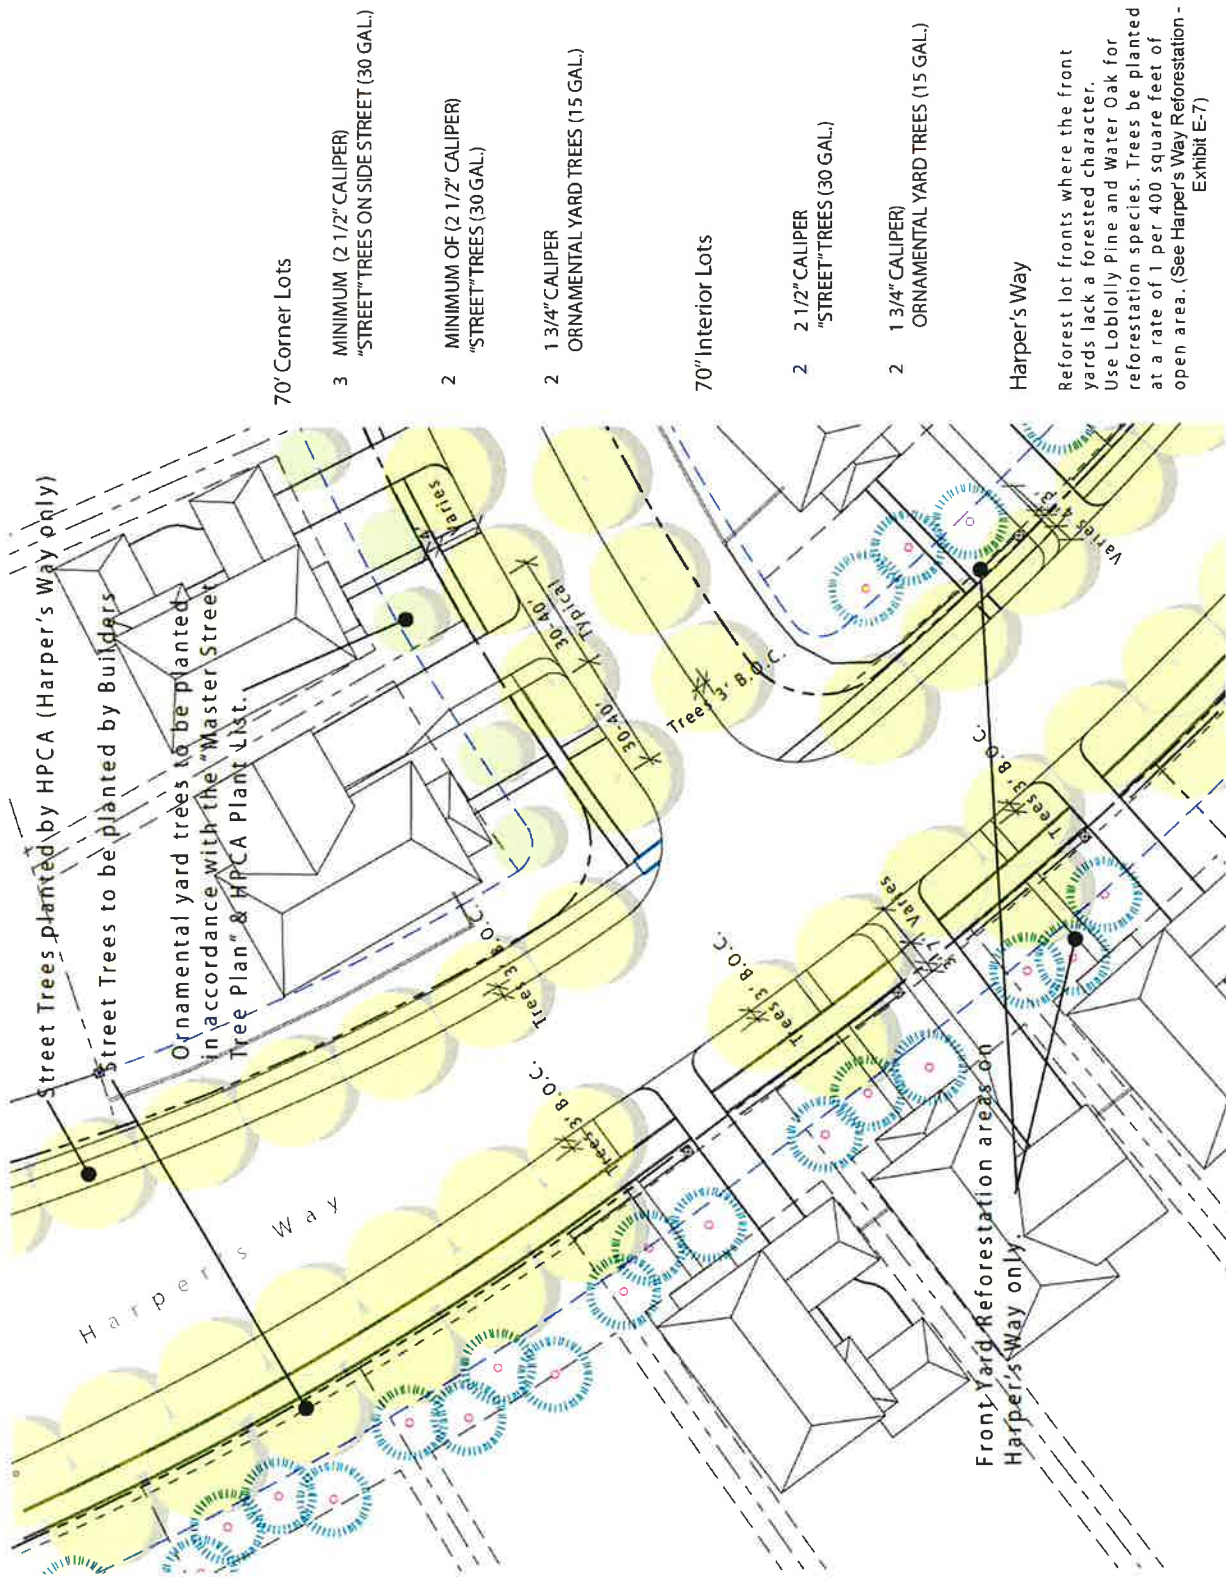 Street Trees planted by HPCA (Harper's Way only)
Street Trees to be planted by Builders
Ornamental yard trees to be planted
in accordance with the "Master Street
Tree Plan" & HPCA Plant List.
Harper's Way
Trees 3' B.O.C.
Trees 3' B.O.C.
Trees 3' B.O.C.
Trees 3' B.O.C.
Trees 3' B.O.C.
30-40'
30-40'
Typical
4'
Varies
Varies
Varies 4'
3'
Front Yard Reforestation areas on
Harper's Way only.
70' Corner Lots
3 MINIMUM (2 1/2" CALIPER)
"STREET" TREES ON SIDE STREET (30 GAL.)
2 MINIMUM OF (2 1/2" CALIPER)
"STREET" TREES (30 GAL.)
2 1 3/4" CALIPER
ORNAMENTAL YARD TREES (15 GAL.)
70" Interior Lots
2 2 1/2" CALIPER
"STREET" TREES (30 GAL.)
2 1 3/4" CALIPER)
ORNAMENTAL YARD TREES (15 GAL.)
Harper's Way
Reforest lot fronts where the front
yards lack a forested character.
Use Loblolly Pine and Water Oak for
reforestation species. Trees be planted
at a rate of 1 per 400 square feet of
open area. (See Harper's Way Reforestation -
Exhibit E-7)